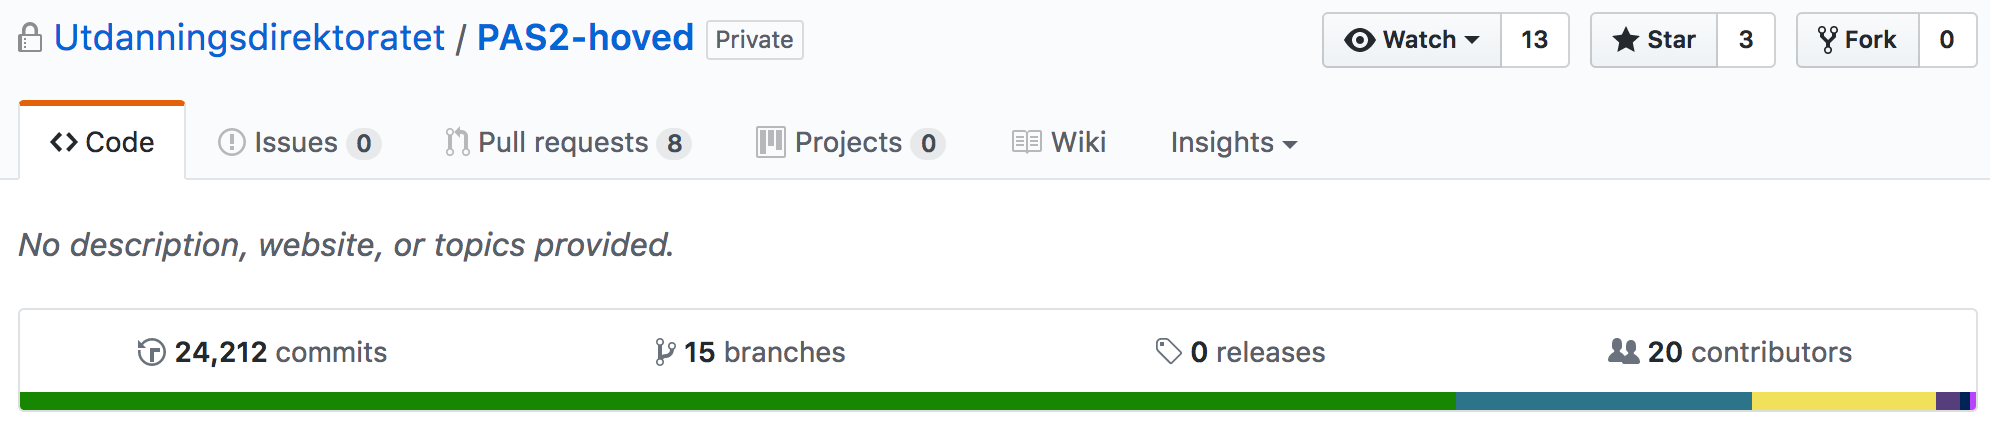 Utdanningsdirektoratet / PAS2-hoved Private Watch 13 Star 3 Fork 0
Code Issues 0 Pull requests 8 Projects 0 Wiki Insights
No description, website, or topics provided.
24,212 commits 15 branches 0 releases 20 contributors